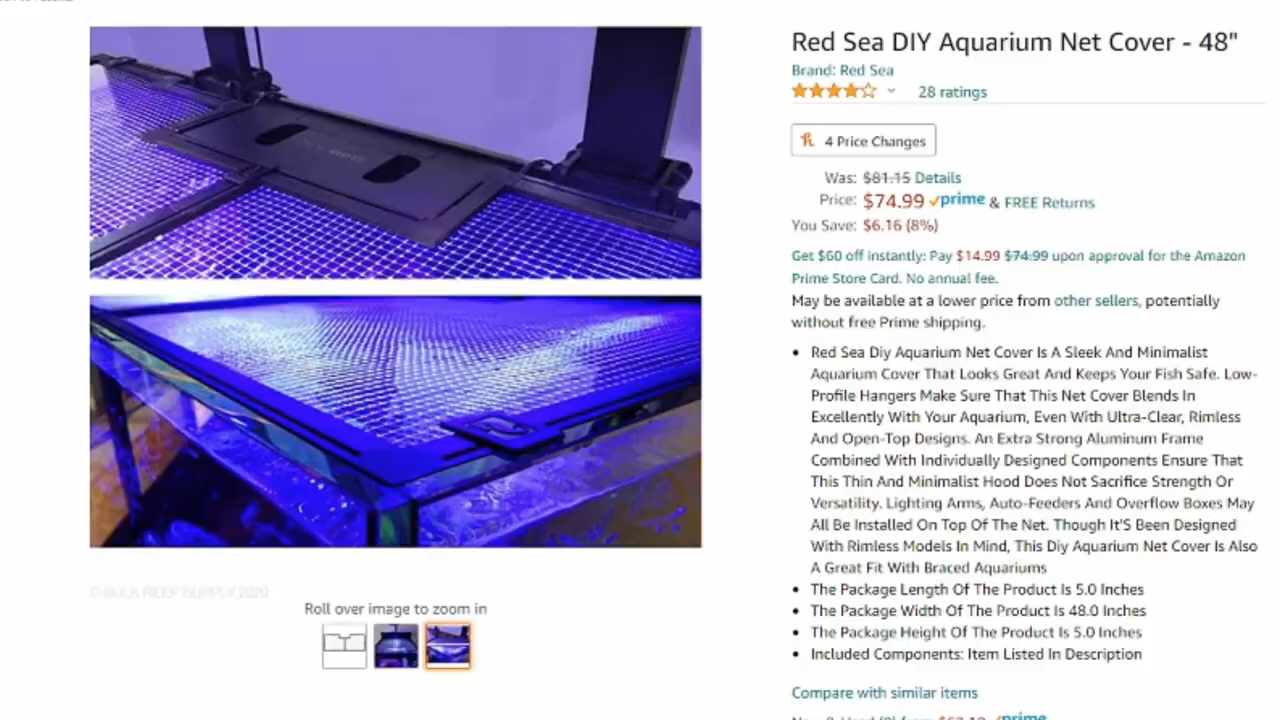 Red Sea DIY Aquarium Net Cover - 48"
Brand: Red Sea
28 ratings
4 Price Changes
Was: $81.15 Details
Price: $74.99 prime & FREE Returns
You Save: $6.16 (8%)
Get $60 off instantly: Pay $14.99 $74.99 upon approval for the Amazon
Prime Store Card. No annual fee.
May be available at a lower price from other sellers, potentially
without free Prime shipping.
• Red Sea Diy Aquarium Net Cover Is A Sleek And Minimalist
Aquarium Cover That Looks Great And Keeps Your Fish Safe. Low-
Profile Hangers Make Sure That This Net Cover Blends In
Excellently With Your Aquarium, Even With Ultra-Clear, Rimless
And Open-Top Designs. An Extra Strong Aluminum Frame
Combined With Individually Designed Components Ensure That
This Thin And Minimalist Hood Does Not Sacrifice Strength Or
Versatility. Lighting Arms, Auto-Feeders And Overflow Boxes May
All Be Installed On Top Of The Net. Though It'S Been Designed
With Rimless Models In Mind, This Diy Aquarium Net Cover Is Also
A Great Fit With Braced Aquariums
• The Package Length Of The Product Is 5.0 Inches
• The Package Width Of The Product Is 48.0 Inches
• The Package Height Of The Product Is 5.0 Inches
• Included Components: Item Listed In Description
Compare with similar items
prime
© BULK REEF SUPPLY 2020
Roll over image to zoom in